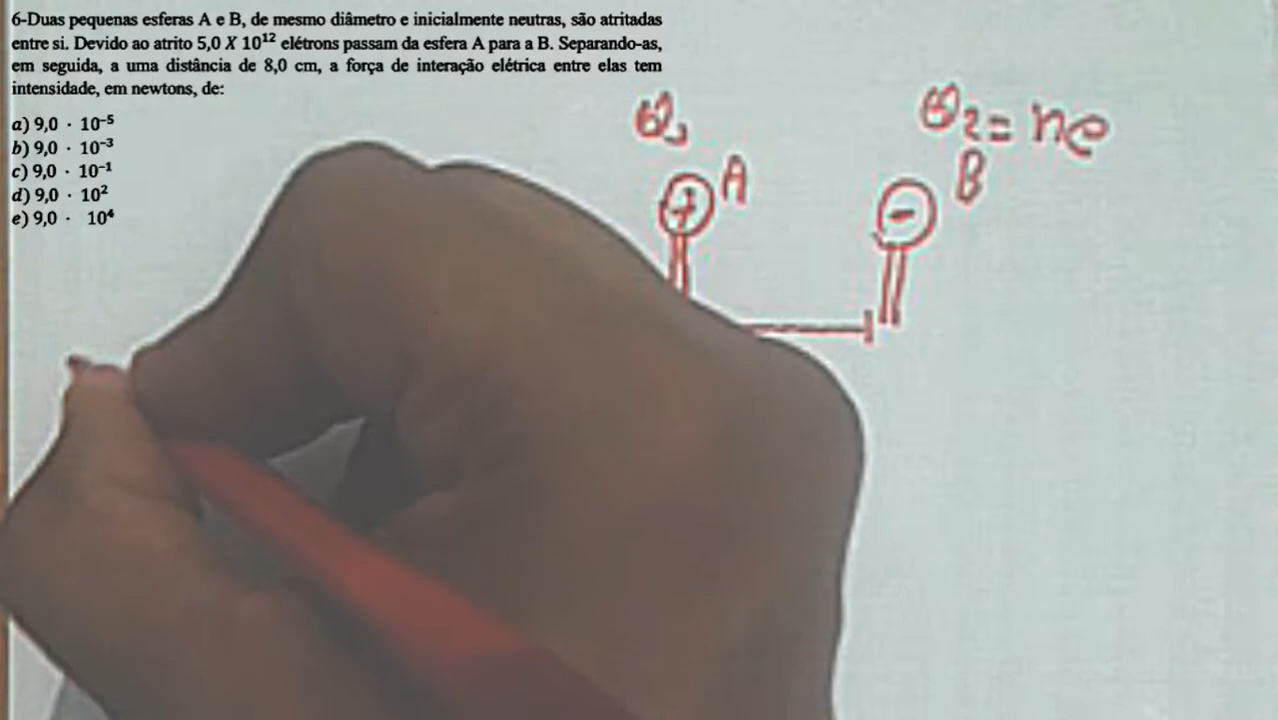 6-Duas pequenas esferas A e B, de mesmo diâmetro e inicialmente neutras, são atritadas
entre si. Devido ao atrito 5,0 X 10¹² elétrons passam da esfera A para a B. Separando-as,
em seguida, a uma distância de 8,0 cm, a força de interação elétrica entre elas tem
intensidade, em newtons, de:
a) 9,0 · 10⁻⁵
b) 9,0 · 10⁻³
c) 9,0 · 10⁻¹
d) 9,0 · 10²
e) 9,0 · 10⁴
Q₁
Q₂ = ne
+ A
- B